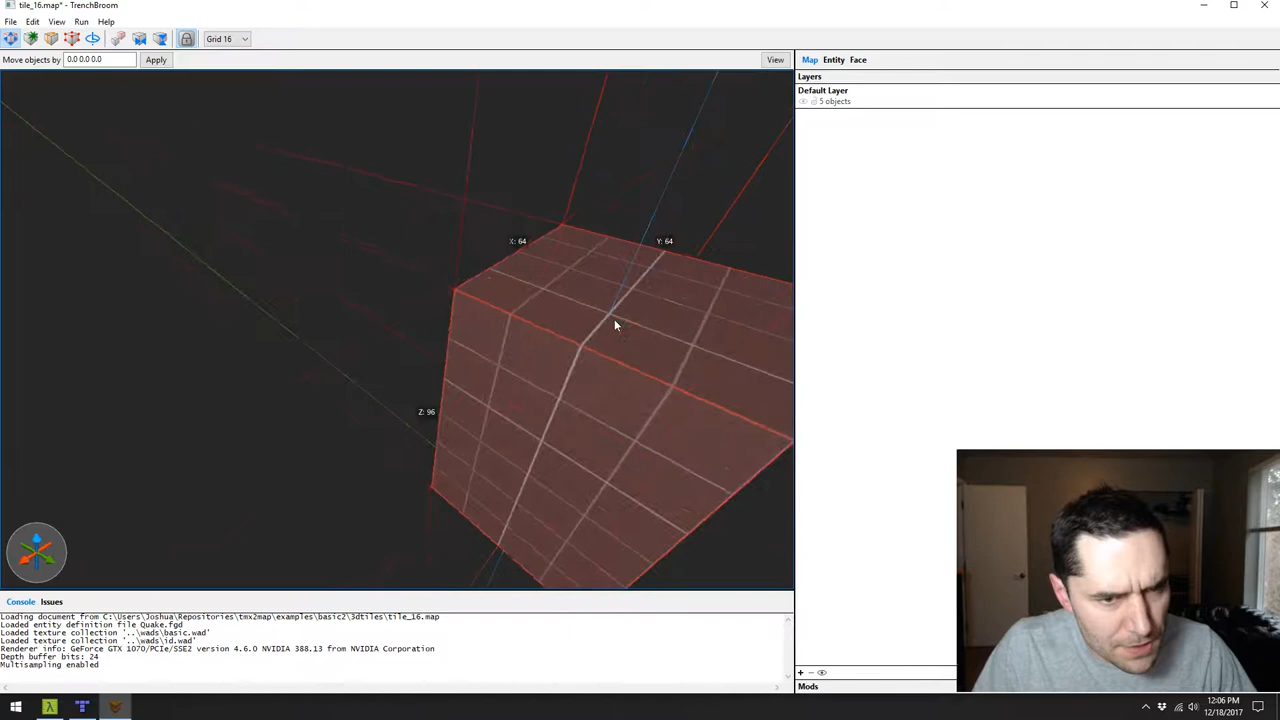 tile_16.map* - TrenchBroom
File Edit View Run Help
Grid 16
Move objects by 0.0 0.0 0.0 Apply View
Map Entity Face
Layers
Default Layer
5 objects
X: 64
Y: 64
Z: 96
Console Issues
Loading document from C:\Users\Joshua\Repositories\tmx2map\examples\basic2\3dtiles\tile_16.map
Loaded entity definition file Quake.fgd
Loaded texture collection '..\wads\basic.wad'
Loaded texture collection '..\wads\id.wad'
Renderer info: GeForce GTX 1070/PCIe/SSE2 version 4.6.0 NVIDIA 388.13 from NVIDIA Corporation
Depth buffer bits: 24
Multisampling enabled
Mods
12:06 PM
12/18/2017